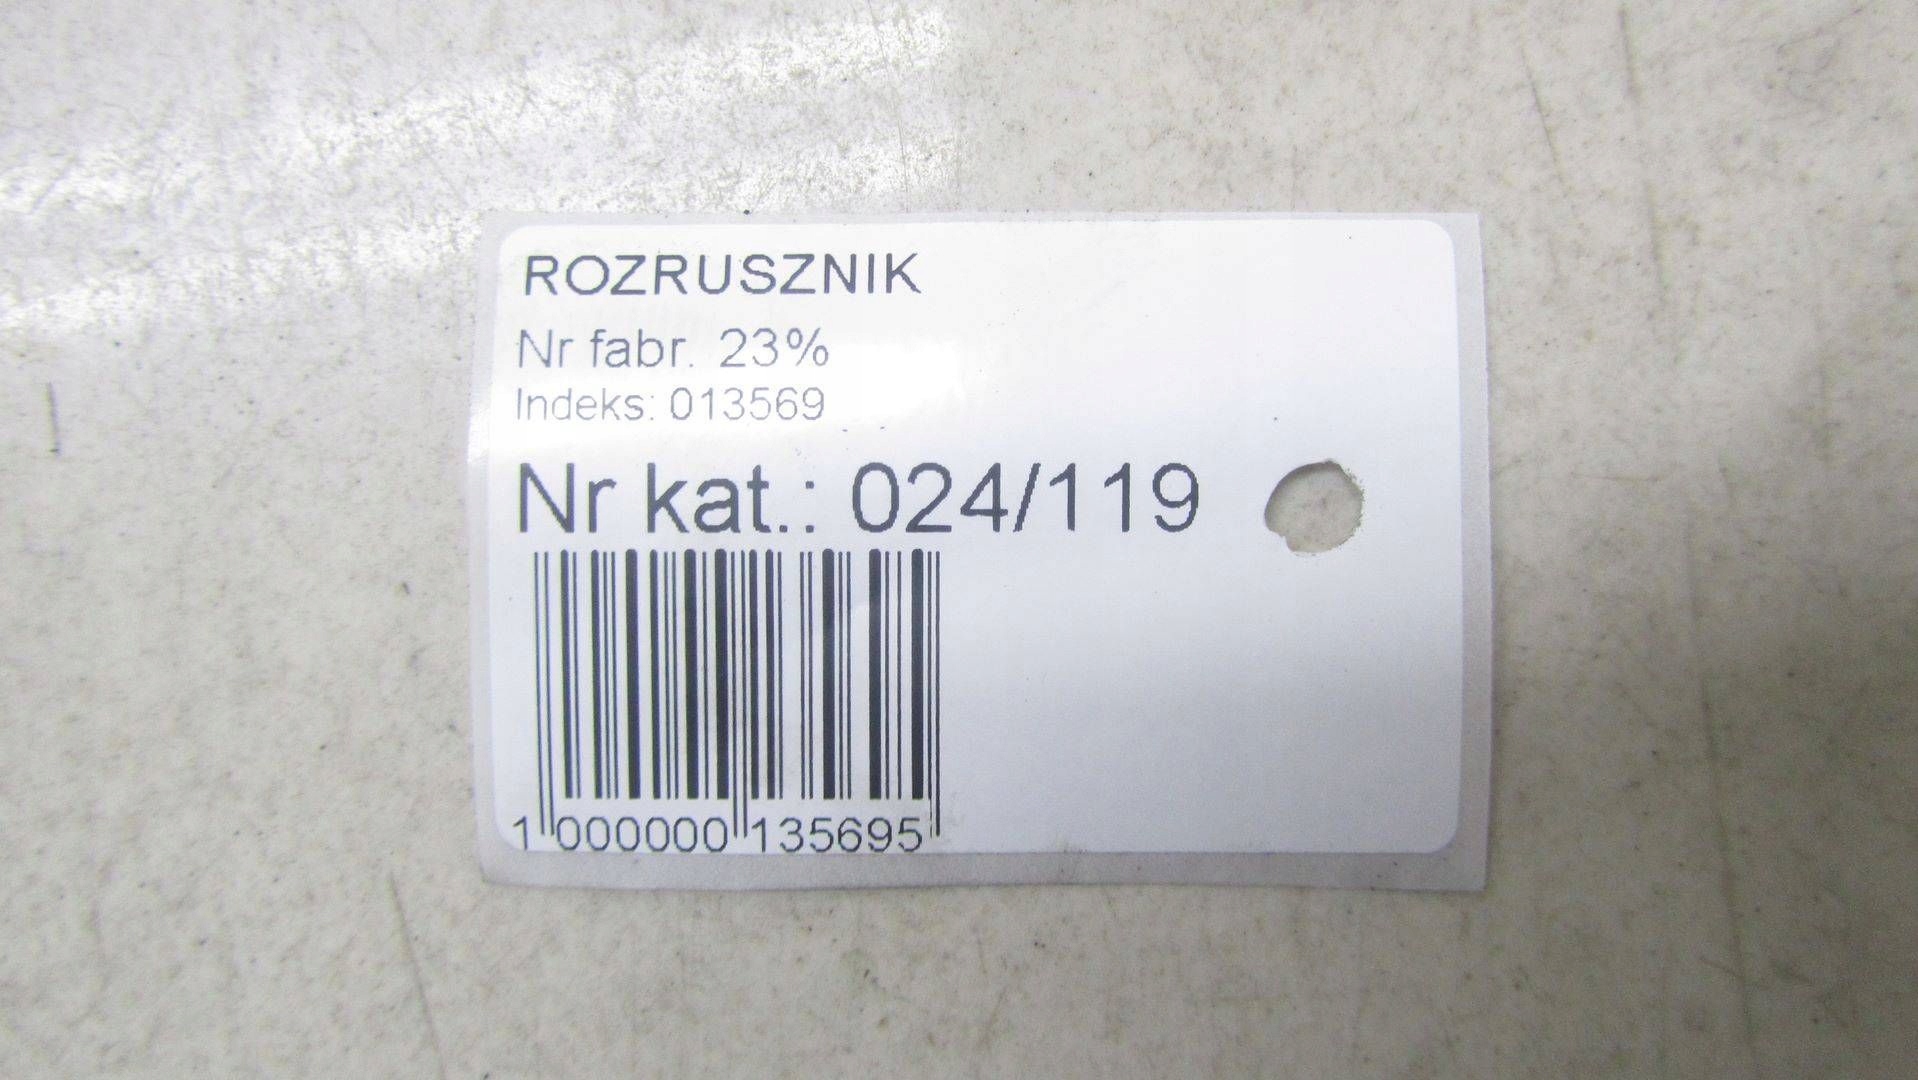 ROZRUSZNIK
Nr fabr. 23%
Indeks: 013569
Nr kat.: 024/119
1 000000 135695